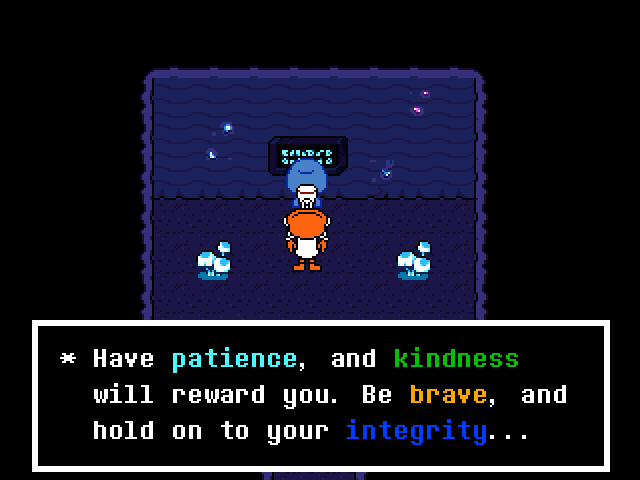 * Have patience, and kindness
will reward you. Be brave, and
hold on to your integrity...